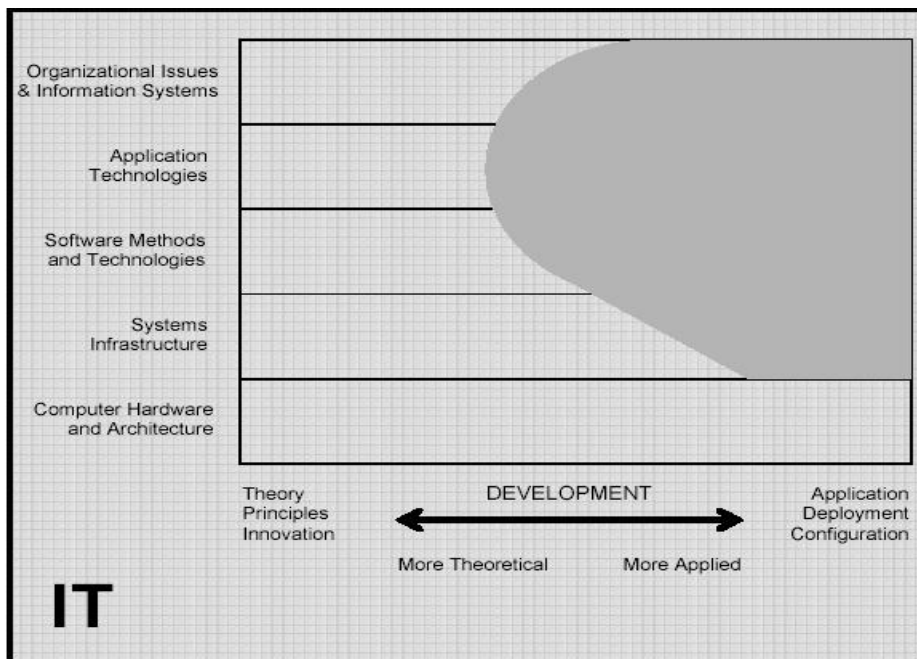 Organizational Issues
& Information Systems
Application
Technologies
Software Methods
and Technologies
Systems
Infrastructure
Computer Hardware
and Architecture
Theory
Principles
Innovation
DEVELOPMENT
More Theoretical
More Applied
Application
Deployment
Configuration
IT